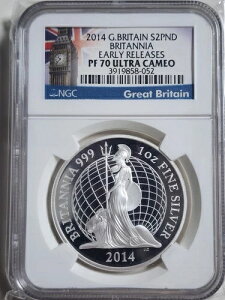 2014 G.BRITAIN S2PND
BRITANNIA
EARLY RELEASES
PF 70 ULTRA CAMEO
3919858-052
NGC
Great Britain
BRITANNIA 999 1oz FINE SILVER
2014